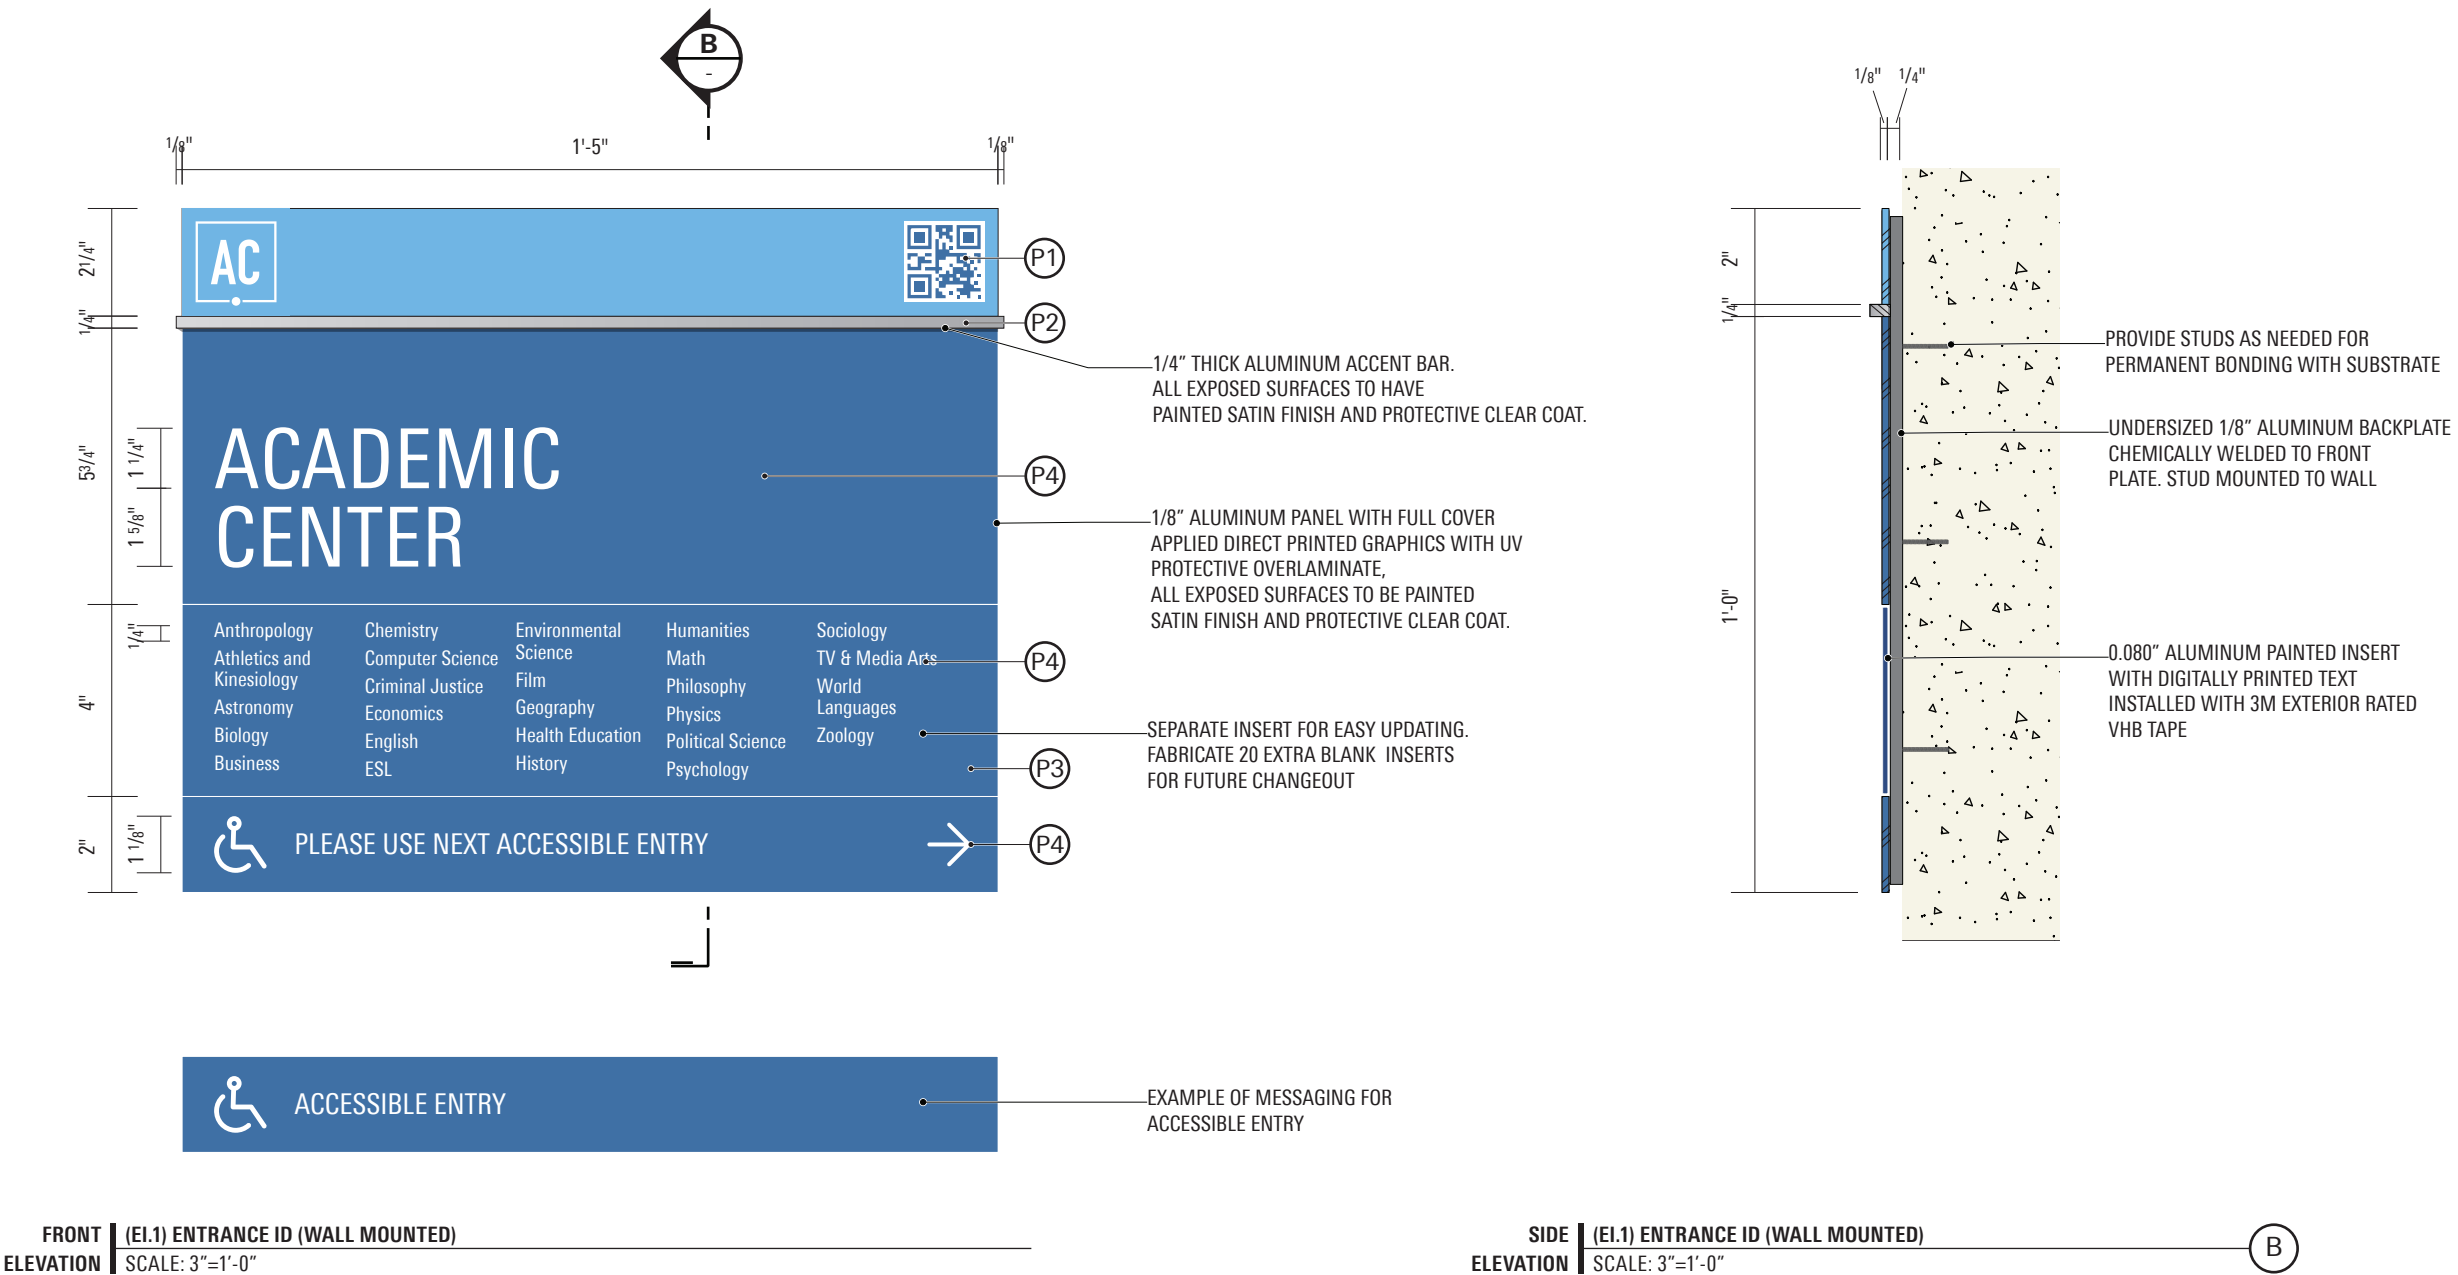 B
-
1/8"
1'-5"
1/8"
2 1/4"
1/4"
5 3/4"
1 1/4"
1 5/8"
1/4"
4"
2"
1 1/8"
AC
P1
P2
1/4” THICK ALUMINUM ACCENT BAR.
ALL EXPOSED SURFACES TO HAVE
PAINTED SATIN FINISH AND PROTECTIVE CLEAR COAT.
ACADEMIC
CENTER
P4
1/8” ALUMINUM PANEL WITH FULL COVER
APPLIED DIRECT PRINTED GRAPHICS WITH UV
PROTECTIVE OVERLAMINATE,
ALL EXPOSED SURFACES TO BE PAINTED
SATIN FINISH AND PROTECTIVE CLEAR COAT.
Anthropology
Athletics and
Kinesiology
Astronomy
Biology
Business
Chemistry
Computer Science
Criminal Justice
Economics
English
ESL
Environmental
Science
Film
Geography
Health Education
History
Humanities
Math
Philosophy
Physics
Political Science
Psychology
Sociology
TV & Media Arts
World
Languages
Zoology
P4
SEPARATE INSERT FOR EASY UPDATING.
FABRICATE 20 EXTRA BLANK INSERTS
FOR FUTURE CHANGEOUT
P3
PLEASE USE NEXT ACCESSIBLE ENTRY
P4
ACCESSIBLE ENTRY
EXAMPLE OF MESSAGING FOR
ACCESSIBLE ENTRY
FRONT
ELEVATION
(EI.1) ENTRANCE ID (WALL MOUNTED)
SCALE: 3”=1’-0”
1/8"
1/4"
2"
1/4"
1'-0"
PROVIDE STUDS AS NEEDED FOR
PERMANENT BONDING WITH SUBSTRATE
UNDERSIZED 1/8” ALUMINUM BACKPLATE
CHEMICALLY WELDED TO FRONT
PLATE. STUD MOUNTED TO WALL
0.080” ALUMINUM PAINTED INSERT
WITH DIGITALLY PRINTED TEXT
INSTALLED WITH 3M EXTERIOR RATED
VHB TAPE
SIDE
ELEVATION
(EI.1) ENTRANCE ID (WALL MOUNTED)
SCALE: 3”=1’-0”
B